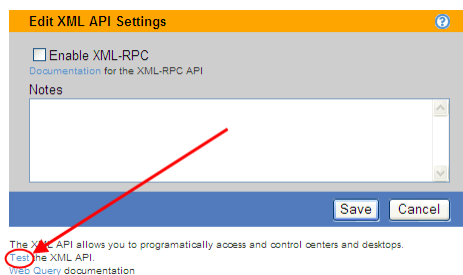 Edit XML API Settings
Enable XML-RPC
Documentation for the XML-RPC API
Notes
Save Cancel
The XML API allows you to programatically access and control centers and desktops.
Test the XML API.
Web Query documentation